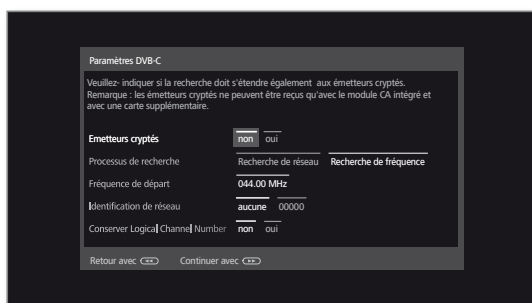 Paramètres DVB-C
Veuillez- indiquer si la recherche doit s'étendre également aux émetteurs cryptés.
Remarque : les émetteurs cryptés ne peuvent être reçus qu'avec le module CA intégré et
avec une carte supplémentaire.
Emetteurs cryptés non oui
Processus de recherche Recherche de réseau Recherche de fréquence
Fréquence de départ 044.00 MHz
Identification de réseau aucune 00000
Conserver Logical Channel Number non oui
Retour avec ◄◄ Continuer avec ►►